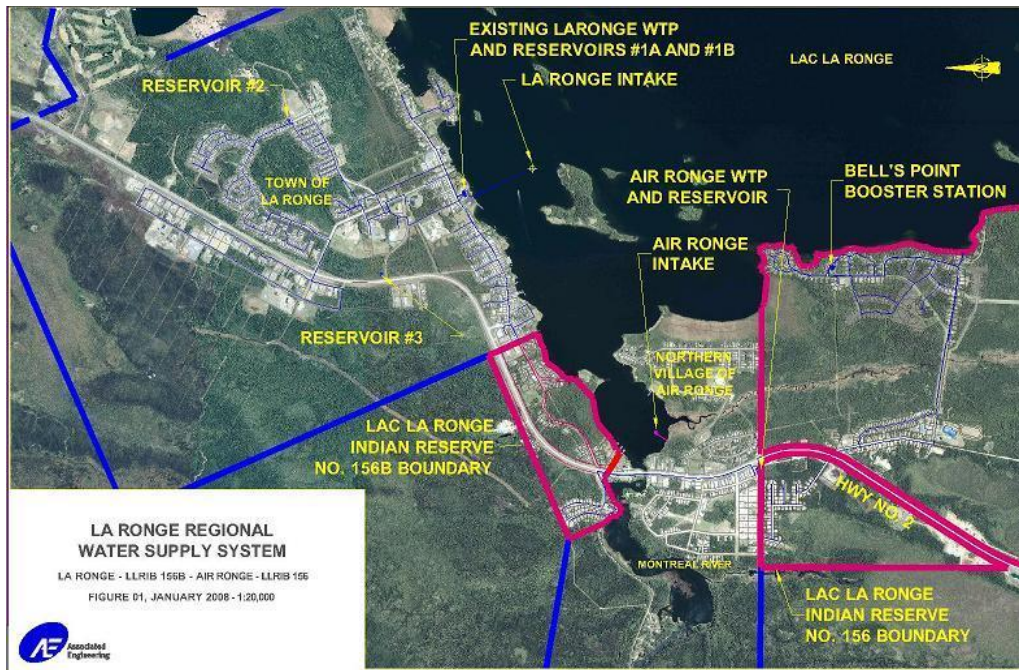 EXISTING LARONGE WTP
AND RESERVOIRS #1A AND #1B
LA RONGE INTAKE
LAC LA RONGE
RESERVOIR #2
TOWN OF
LA RONGE
AIR RONGE WTP
AND RESERVOIR
BELL'S POINT
BOOSTER STATION
AIR RONGE
INTAKE
RESERVOIR #3
NORTHERN
VILLAGE OF
AIR RONGE
LAC LA RONGE
INDIAN RESERVE
NO. 156B BOUNDARY
HWY NO. 2
MONTREAL RIVER
LAC LA RONGE
INDIAN RESERVE
NO. 156 BOUNDARY
LA RONGE REGIONAL
WATER SUPPLY SYSTEM
LA RONGE - LLRIB 156B - AIR RONGE - LLRIB 156
FIGURE 01, JANUARY 2008 - 1:20,000
AE
Associated
Engineering